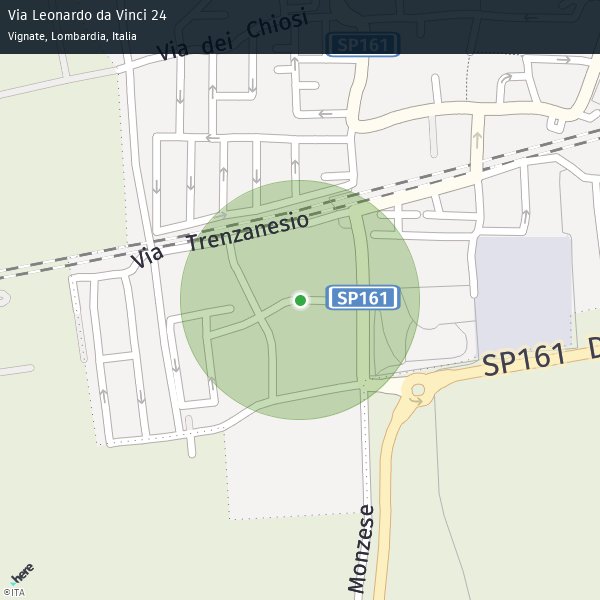 Via Leonardo da Vinci 24
Vignate, Lombardia, Italia
Via dei Chiosi
SP161
Via Trenzanesio
SP161
SP161 D
Monzese
here
©ITA